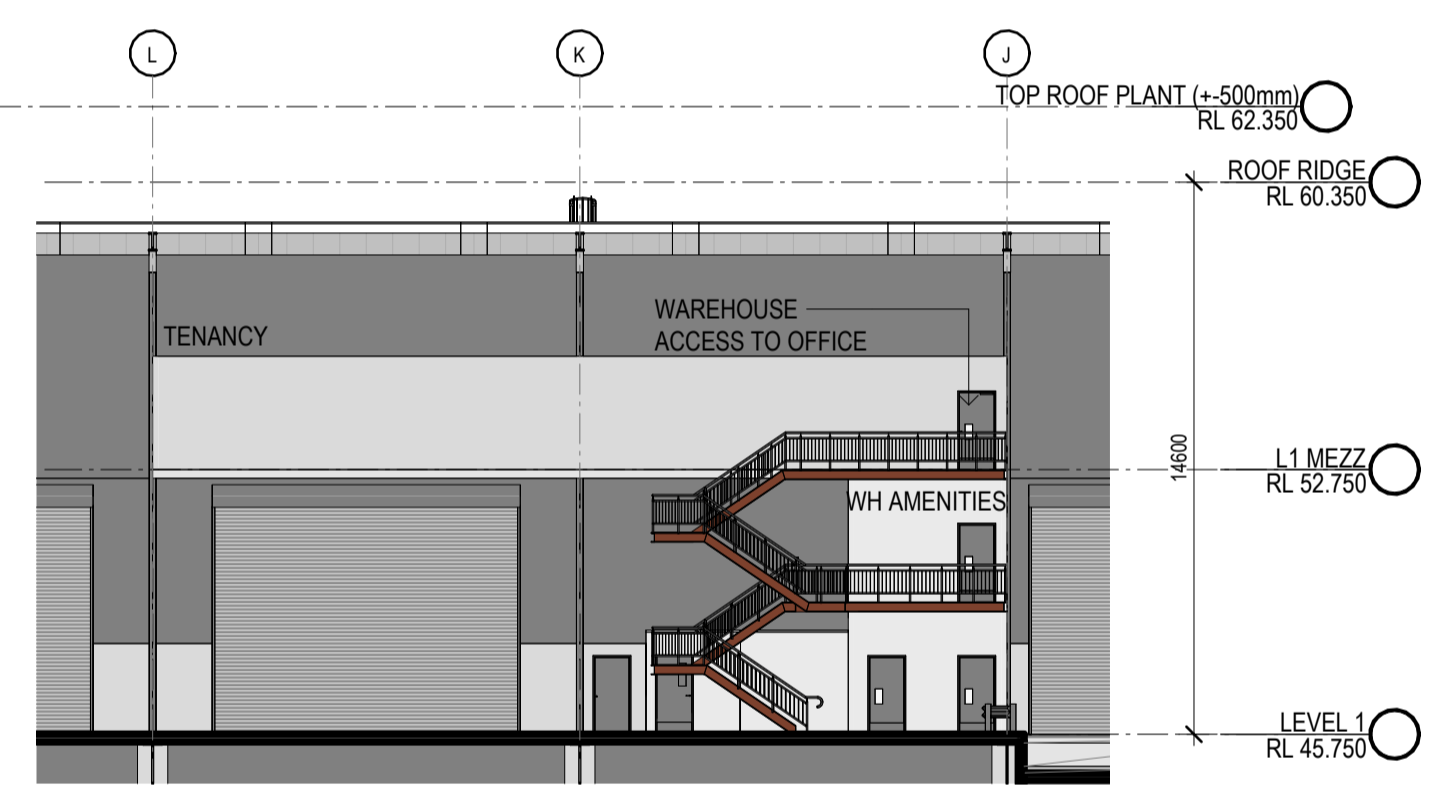 L
K
J
TOP ROOF PLANT (+-500mm)
RL 62.350
ROOF RIDGE
RL 60.350
WAREHOUSE
ACCESS TO OFFICE
TENANCY
14600
L1 MEZZ
RL 52.750
WH AMENITIES
LEVEL 1
RL 45.750